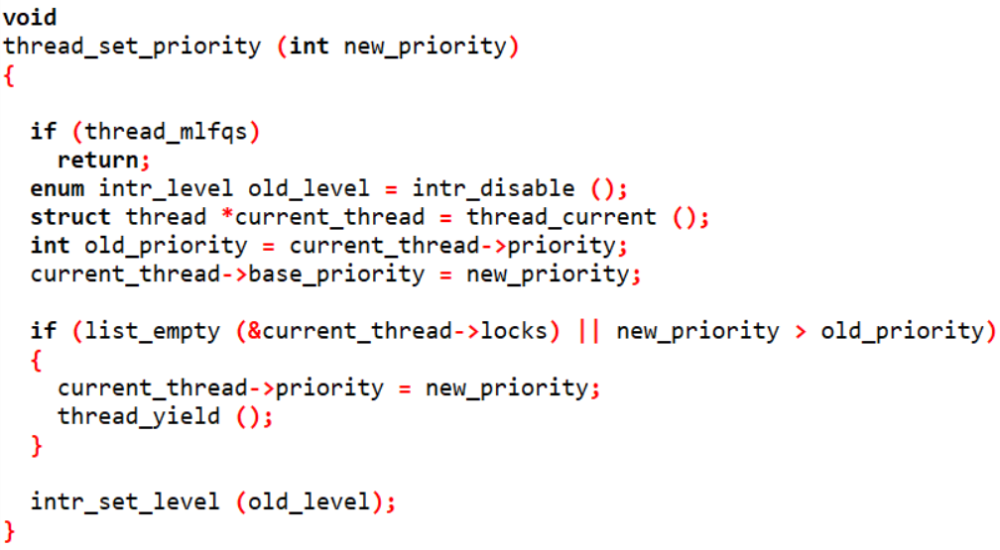 void
thread_set_priority (int new_priority)
{
if (thread_mlfqs)
return;
enum intr_level old_level = intr_disable ();
struct thread *current_thread = thread_current ();
int old_priority = current_thread->priority;
current_thread->base_priority = new_priority;
if (list_empty (&current_thread->locks) || new_priority > old_priority)
{
current_thread->priority = new_priority;
thread_yield ();
}
intr_set_level (old_level);
}